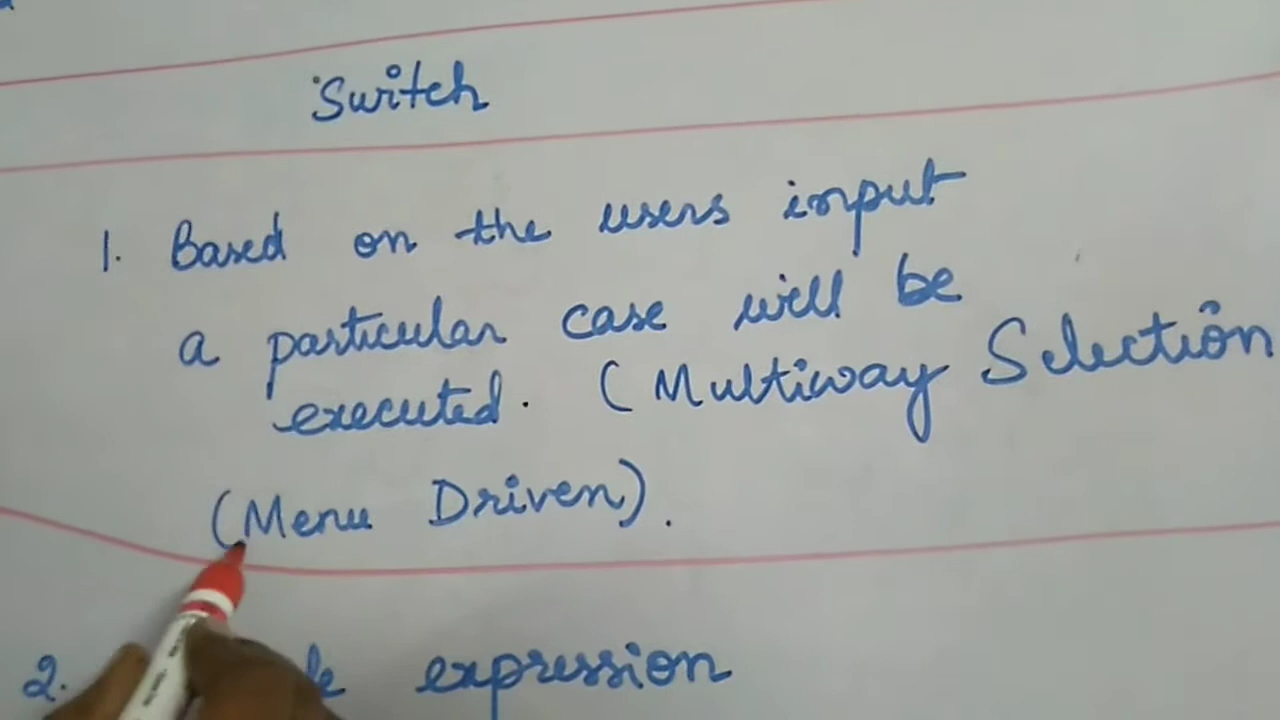 Switch
1. Based on the users input
a particular case will be
executed. (Multiway Selection
(Menu Driven).
2. expression